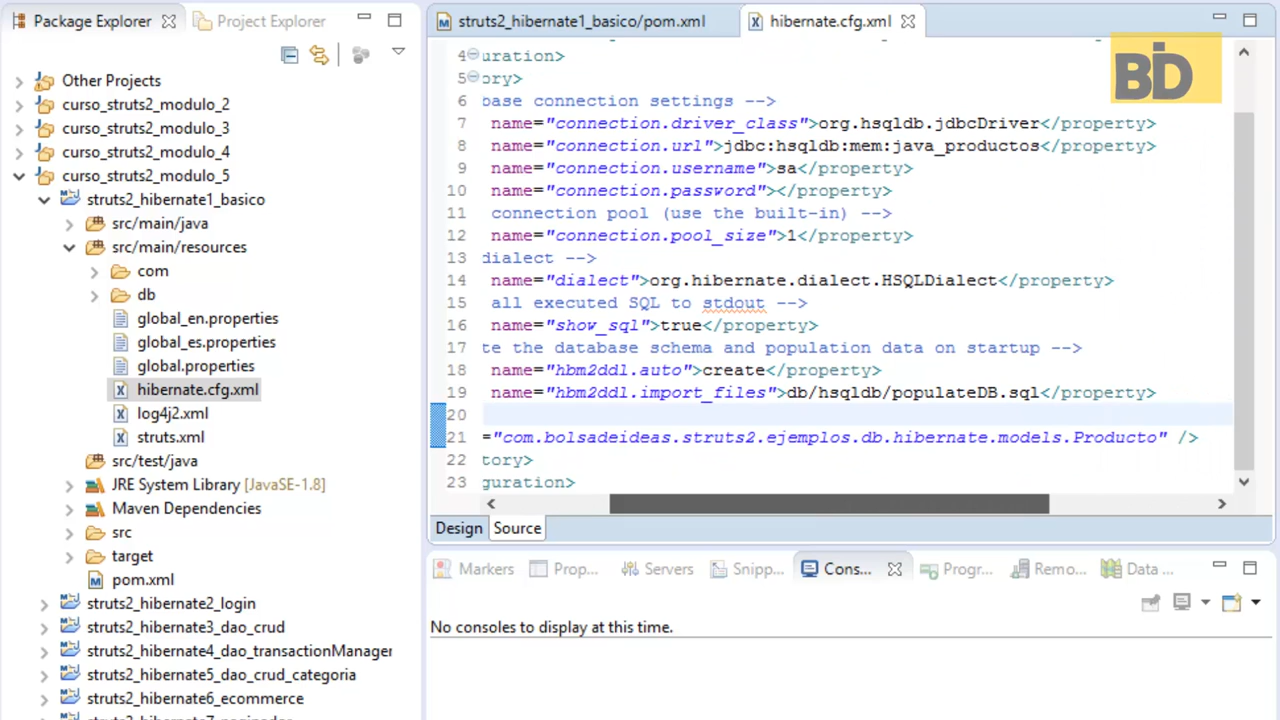 Package Explorer
Project Explorer
Other Projects
curso_struts2_modulo_2
curso_struts2_modulo_3
curso_struts2_modulo_4
curso_struts2_modulo_5
struts2_hibernate1_basico
src/main/java
src/main/resources
com
db
global_en.properties
global_es.properties
global.properties
hibernate.cfg.xml
log4j2.xml
struts.xml
src/test/java
JRE System Library [JavaSE-1.8]
Maven Dependencies
src
target
pom.xml
struts2_hibernate2_login
struts2_hibernate3_dao_crud
struts2_hibernate4_dao_transactionManager
struts2_hibernate5_dao_crud_categoria
struts2_hibernate6_ecommerce
struts2_hibernate1_basico/pom.xml
hibernate.cfg.xml
BID
4 uration>
5 ory>
6 base connection settings -->
7 name="connection.driver_class">org.hsqldb.jdbcDriver</property>
8 name="connection.url">jdbc:hsqldb:mem:java_productos</property>
9 name="connection.username">sa</property>
10 name="connection.password"></property>
11 connection pool (use the built-in) -->
12 name="connection.pool_size">1</property>
13 dialect -->
14 name="dialect">org.hibernate.dialect.HSQLDialect</property>
15 all executed SQL to stdout -->
16 name="show_sql">true</property>
17 te the database schema and population data on startup -->
18 name="hbm2ddl.auto">create</property>
19 name="hbm2ddl.import_files">db/hsqldb/populateDB.sql</property>
20
21 ="com.bolsadeideas.struts2.ejemplos.db.hibernate.models.Producto" />
22 tory>
23 guration>
Design
Source
Markers
Prop...
Servers
Snipp...
Cons...
Progr...
Remo...
Data ...
No consoles to display at this time.